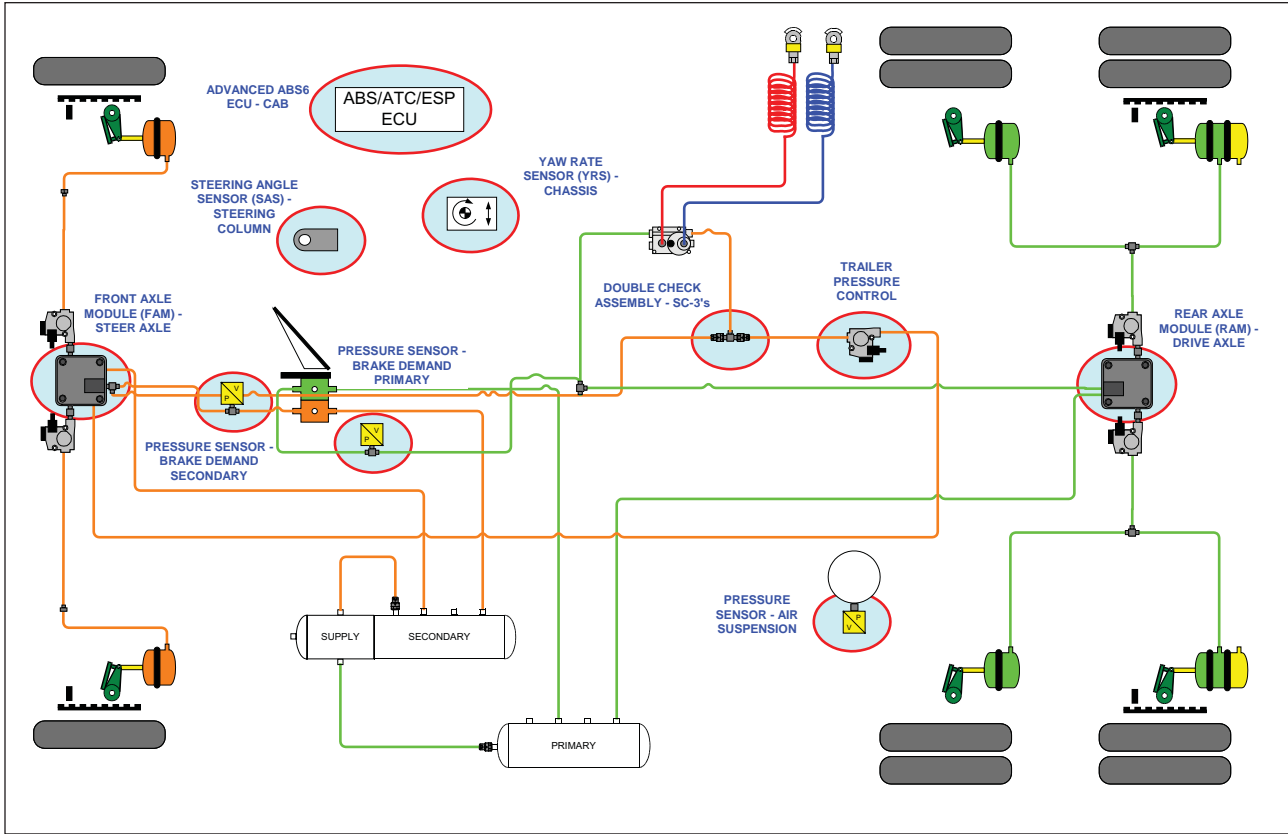 ADVANCED ABS6
ECU - CAB
ABS/ATC/ESP
ECU
YAW RATE
SENSOR (YRS) -
CHASSIS
STEERING ANGLE
SENSOR (SAS) -
STEERING
COLUMN
FRONT AXLE
MODULE (FAM) -
STEER AXLE
DOUBLE CHECK
ASSEMBLY - SC-3's
TRAILER
PRESSURE
CONTROL
REAR AXLE
MODULE (RAM) -
DRIVE AXLE
PRESSURE SENSOR -
BRAKE DEMAND
PRIMARY
V
P
V
P
PRESSURE SENSOR -
BRAKE DEMAND
SECONDARY
PRESSURE
SENSOR - AIR
SUSPENSION
P
V
SUPPLY
SECONDARY
PRIMARY